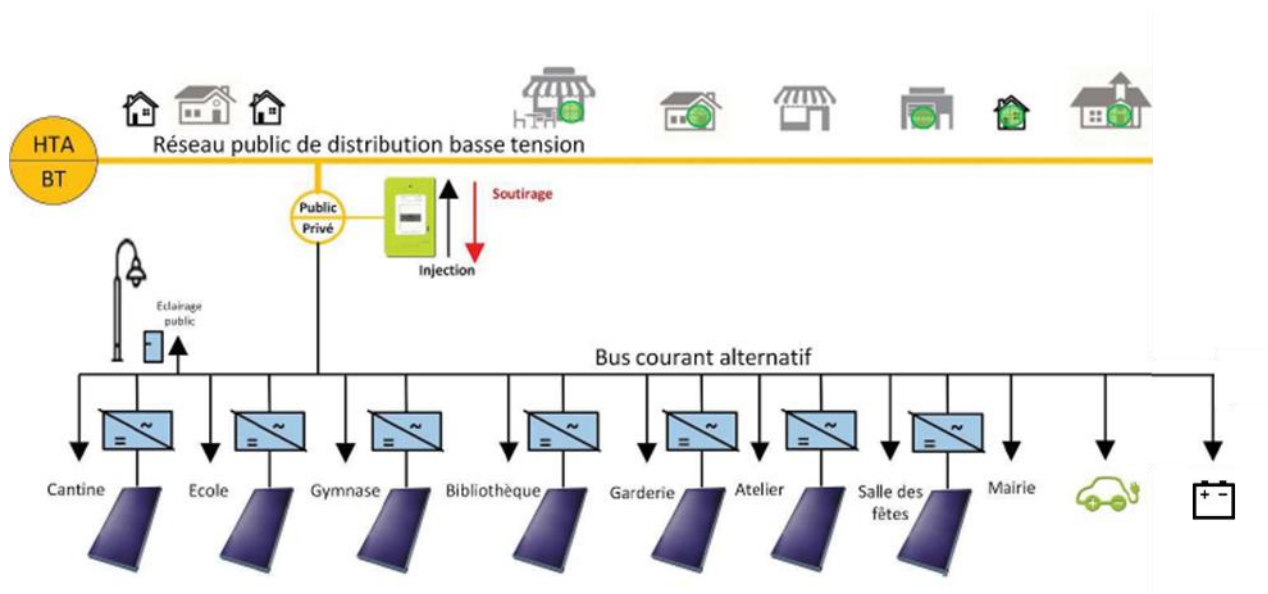 HTA
BT
Réseau public de distribution basse tension
Public
Privé
Soutirage
Injection
Eclairage
public
Bus courant alternatif
~
=
~
=
~
=
~
=
~
=
~
=
~
=
Cantine
Ecole
Gymnase
Bibliothèque
Garderie
Atelier
Salle des
fêtes
Mairie
+ −
+ −